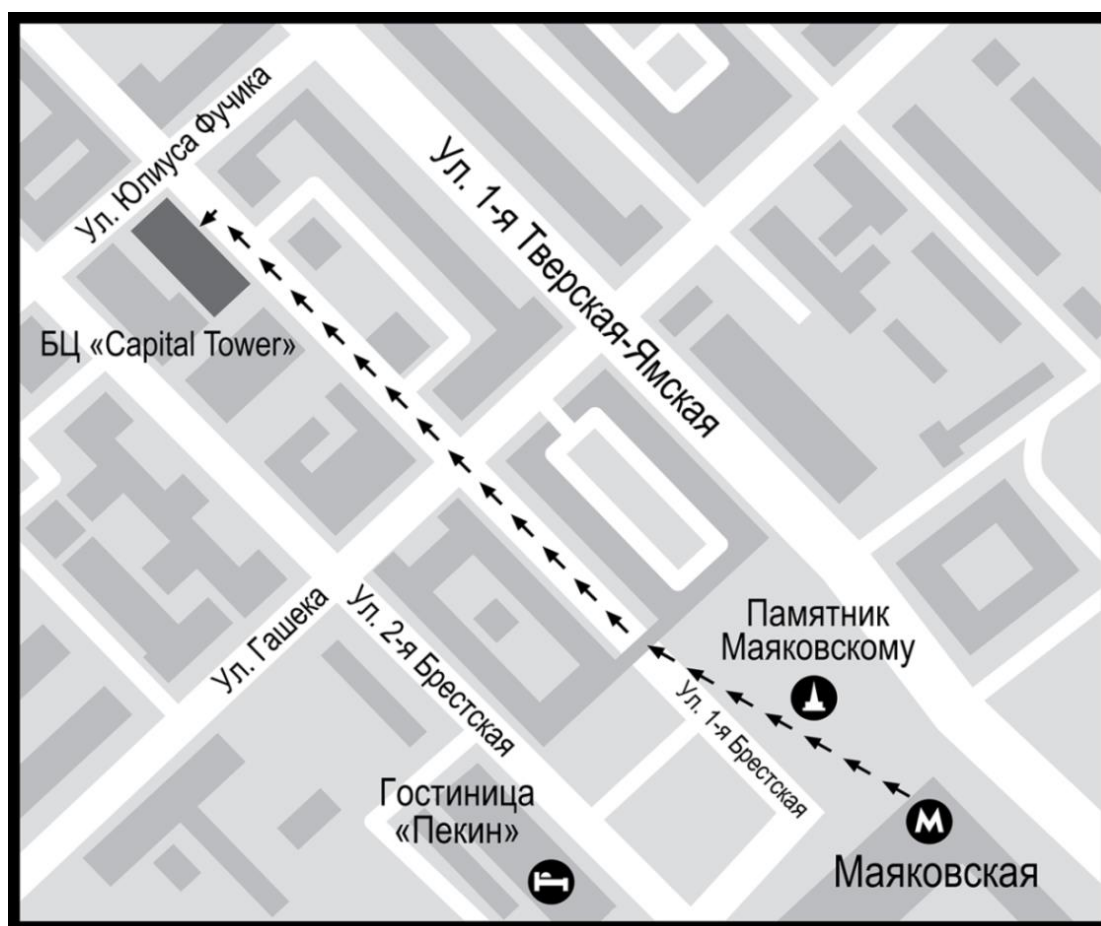 Ул. Юлиуса Фучика
Ул. 1-я Тверская-Ямская
БЦ «Capital Tower»
Ул. Гашека
Ул. 2-я Брестская
Памятник
Маяковскому
Ул. 1-я Брестская
Гостиница
«Пекин»
М
Маяковская